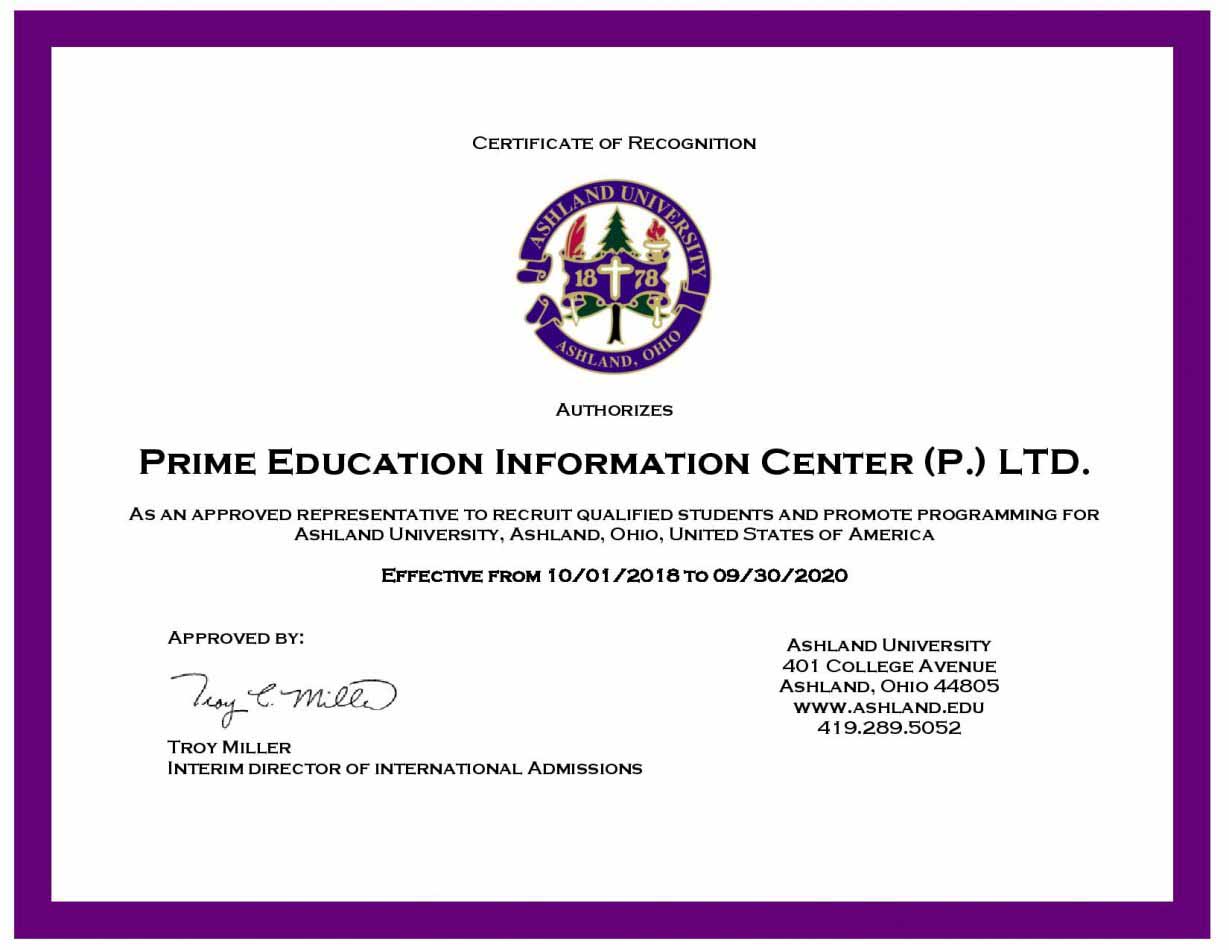 Certificate of Recognition
ASHLAND UNIVERSITY
18 78
ASHLAND, OHIO
Authorizes
Prime Education Information Center (P.) LTD.
As an approved representative to recruit qualified students and promote programming for
Ashland University, Ashland, Ohio, United States of America
Effective from 10/01/2018 to 09/30/2020
Approved by:
Troy C. Miller
Troy Miller
Interim director of international Admissions
Ashland University
401 College Avenue
Ashland, Ohio 44805
www.ashland.edu
419.289.5052